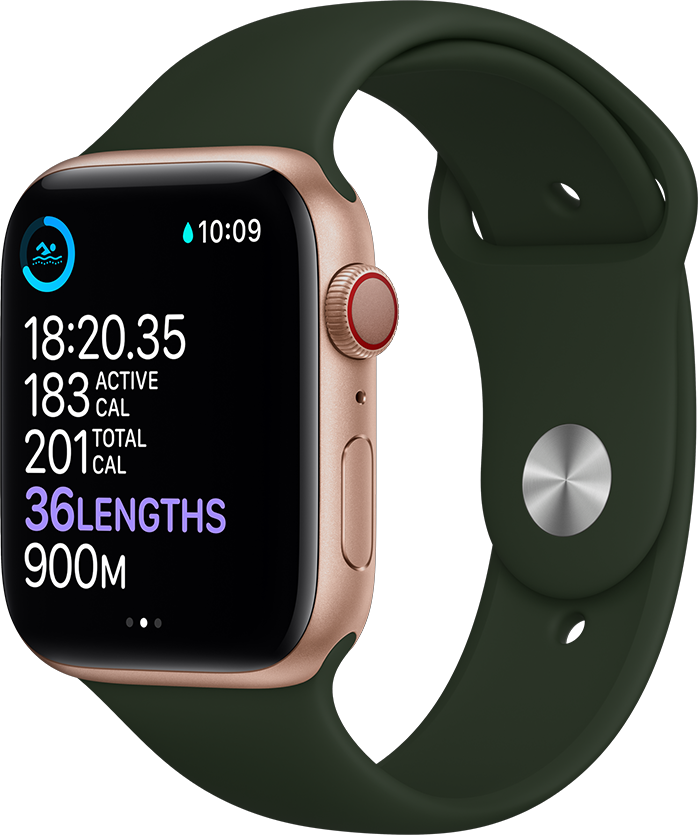 10:09
18:20.35
183 ACTIVE CAL
201 TOTAL CAL
36LENGTHS
900M